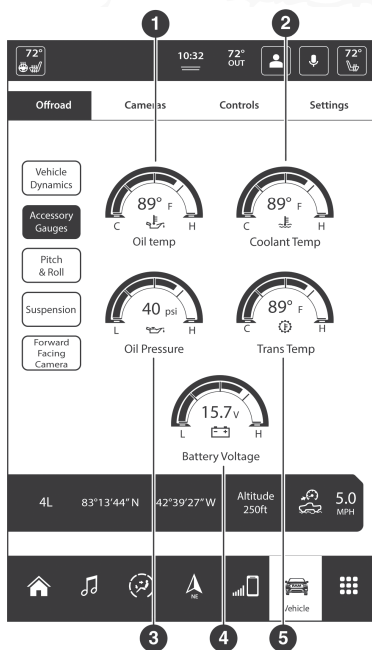 1
2
72°
10:32
72°
OUT
72°
Offroad
Cameras
Controls
Settings
Vehicle
Dynamics
Accessory
Gauges
Pitch
& Roll
Suspension
Forward
Facing
Camera
89° F
C H
Oil temp
89° F
C H
Coolant Temp
40 psi
L H
Oil Pressure
89° F
C H
Trans Temp
15.7 v
L H
Battery Voltage
4L
83°13'44" N
42°39'27" W
Altitude
250ft
5.0
MPH
NE
RAM
Vehicle
3
4
5